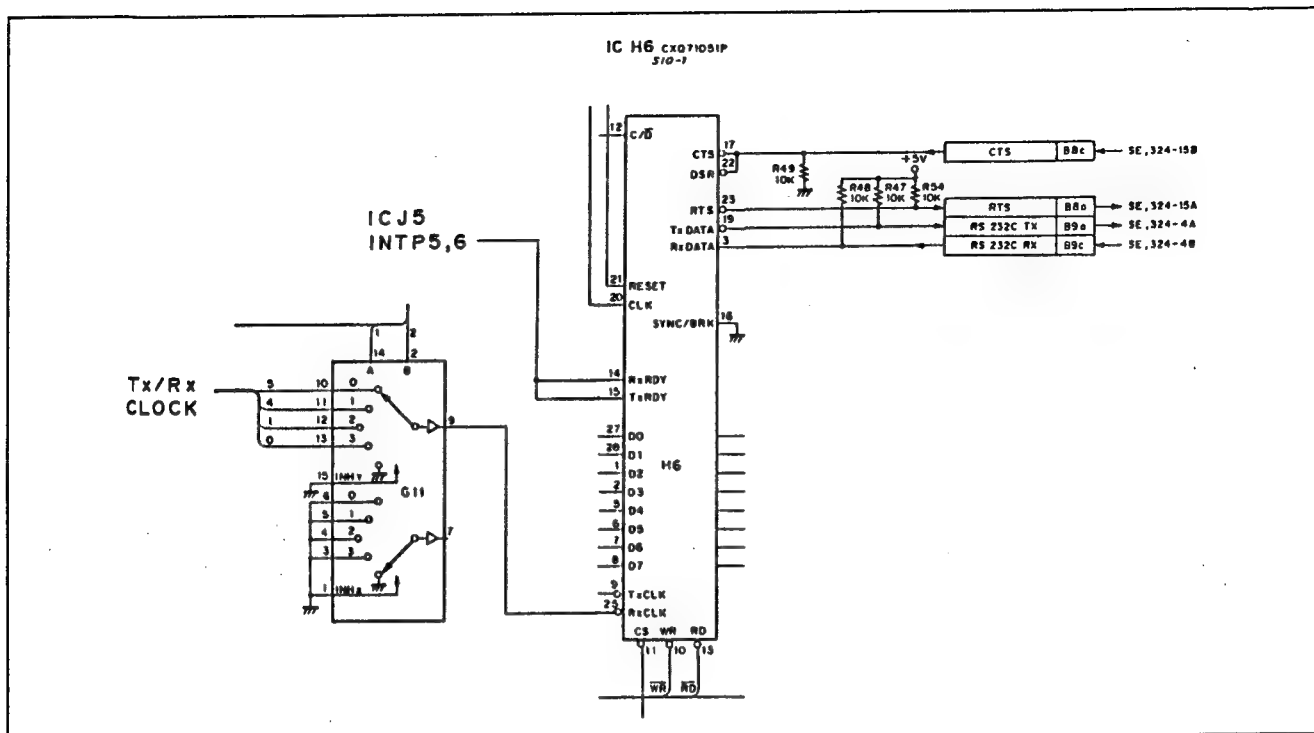 IC H6 CXQ71051P
SIO-1
12 C/D̅
CTS 17
DSR 22
R49
10K
+5V
R48
10K
R47
10K
R54
10K
CTS B8c SE,324-15B
RTS 23
RTS B8a SE,324-15A
TxDATA 19
RS 232C TX B9a SE,324-4A
RxDATA 3
RS 232C RX B9c SE,324-4B
ICJ5
INTP5,6
21 RESET
20 CLK
SYNC/BRK 16
1 2
14 2
A B
Tx/Rx
CLOCK
5 10 0
4 11 1
1 12 2
0 13 3
9
15 INHY
G11
6 0
5 1
4 2
3 3
7
1 INHX
14 RxRDY
15 TxRDY
27 D0
28 D1
1 D2
2 D3
5 D4
6 D5
7 D6
8 D7
H6
9 TxCLK
25 RxCLK
CS WR RD
11 10 13
W̅R̅ R̅D̅